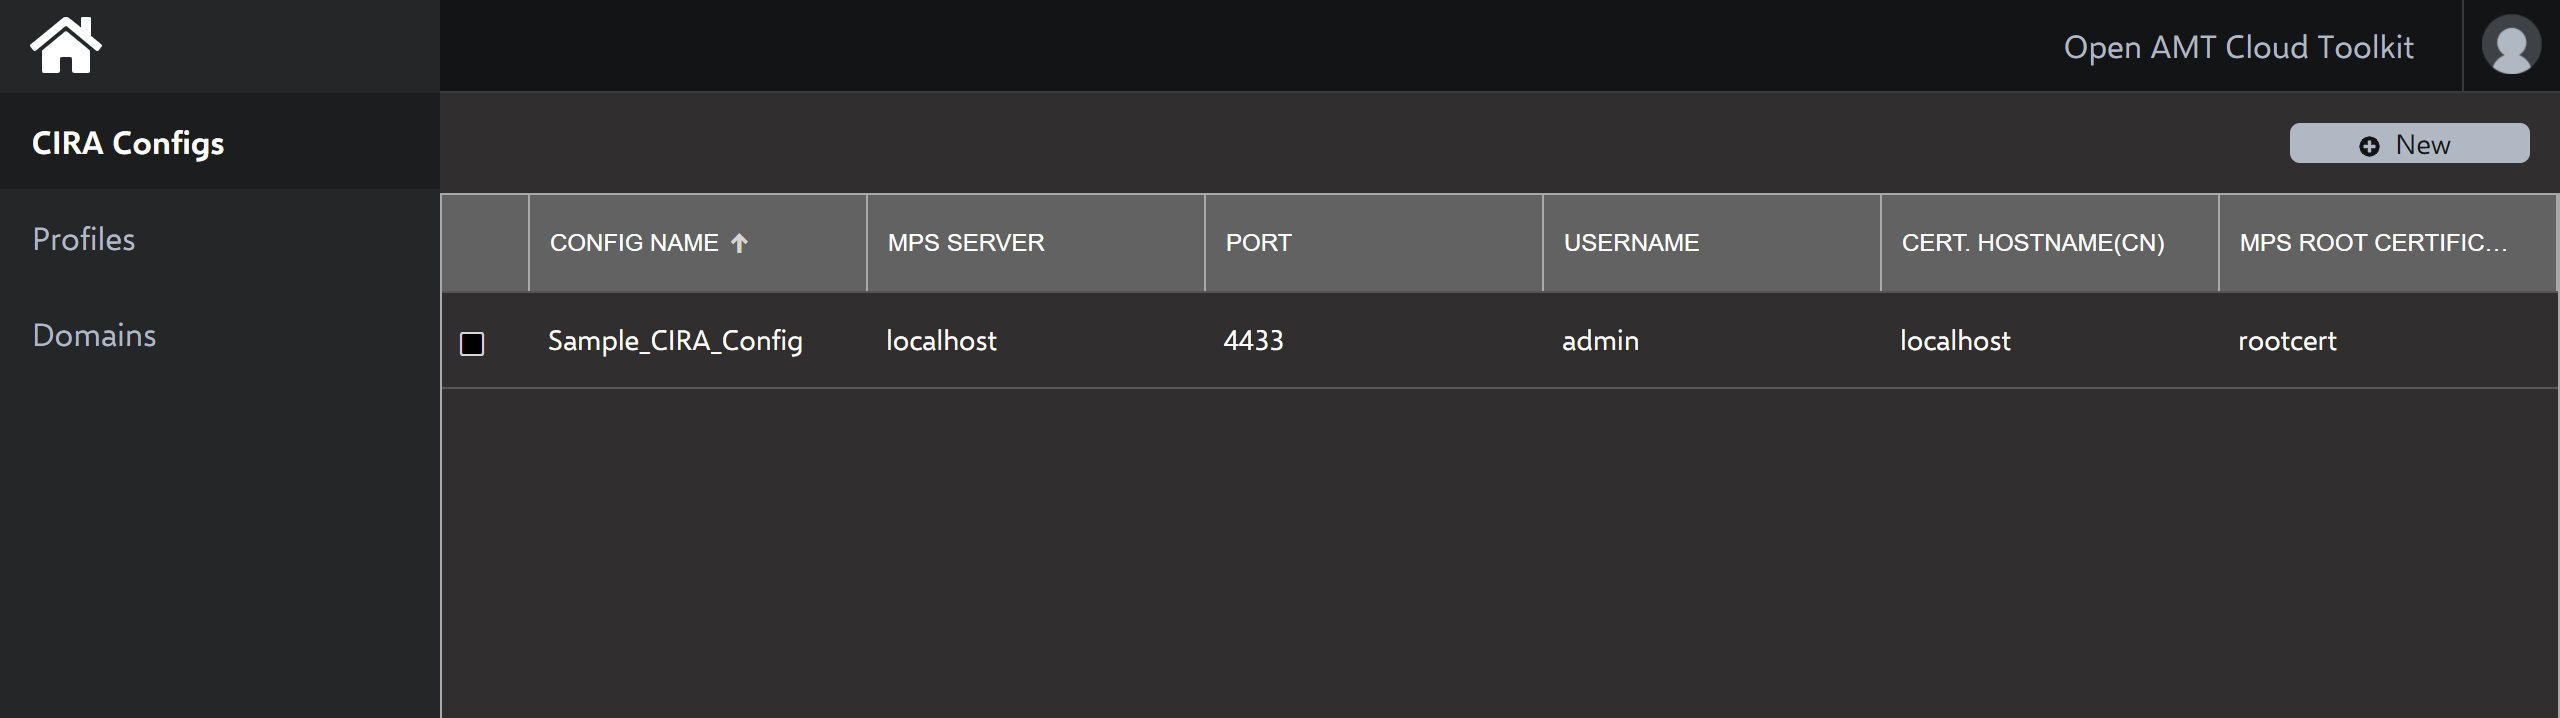 Open AMT Cloud Toolkit
CIRA Configs
Profiles
Domains
New
CONFIG NAME MPS SERVER PORT USERNAME CERT. HOSTNAME(CN) MPS ROOT CERTIFIC...
Sample_CIRA_Config localhost 4433 admin localhost rootcert